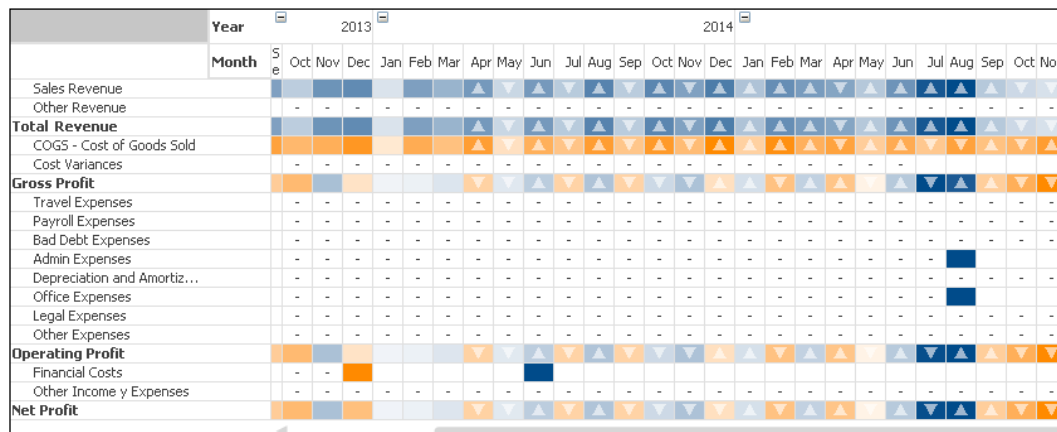 Year 2013 2014
Month Se Oct Nov Dec Jan Feb Mar Apr May Jun Jul Aug Sep Oct Nov Dec Jan Feb Mar Apr May Jun Jul Aug Sep Oct No
Sales Revenue
Other Revenue - - - - - - - - - - - - - - - - - - - - - - - - - -
Total Revenue
COGS - Cost of Goods Sold
Cost Variances - - - - - - - - - - - - - - - - - - - - -
Gross Profit
Travel Expenses - - - - - - - - - - - - - - - - - - - - - - - - - -
Payroll Expenses - - - - - - - - - - - - - - - - - - - - - - - - - -
Bad Debt Expenses - - - - - - - - - - - - - - - - - - - - - - - - - -
Admin Expenses - - - - - - - - - - - - - - - - - - - - - - -
Depreciation and Amortiz... - - - - - - - - - - - - - - - - - - - - - - - - - -
Office Expenses - - - - - - - - - - - - - - - - - - - - - - -
Legal Expenses - - - - - - - - - - - - - - - - - - - - - - - - - -
Other Expenses - - - - - - - - - - - - - - - - - - - - - - - - - -
Operating Profit
Financial Costs - -
Other Income y Expenses - - - - - - - - - - - - - - - - - - - - - - - - - -
Net Profit